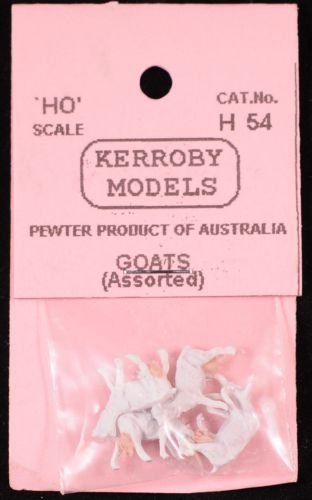 'HO'
SCALE
CAT.No.
H 54
KERROBY
MODELS
PEWTER PRODUCT OF AUSTRALIA
GOATS
(Assorted)